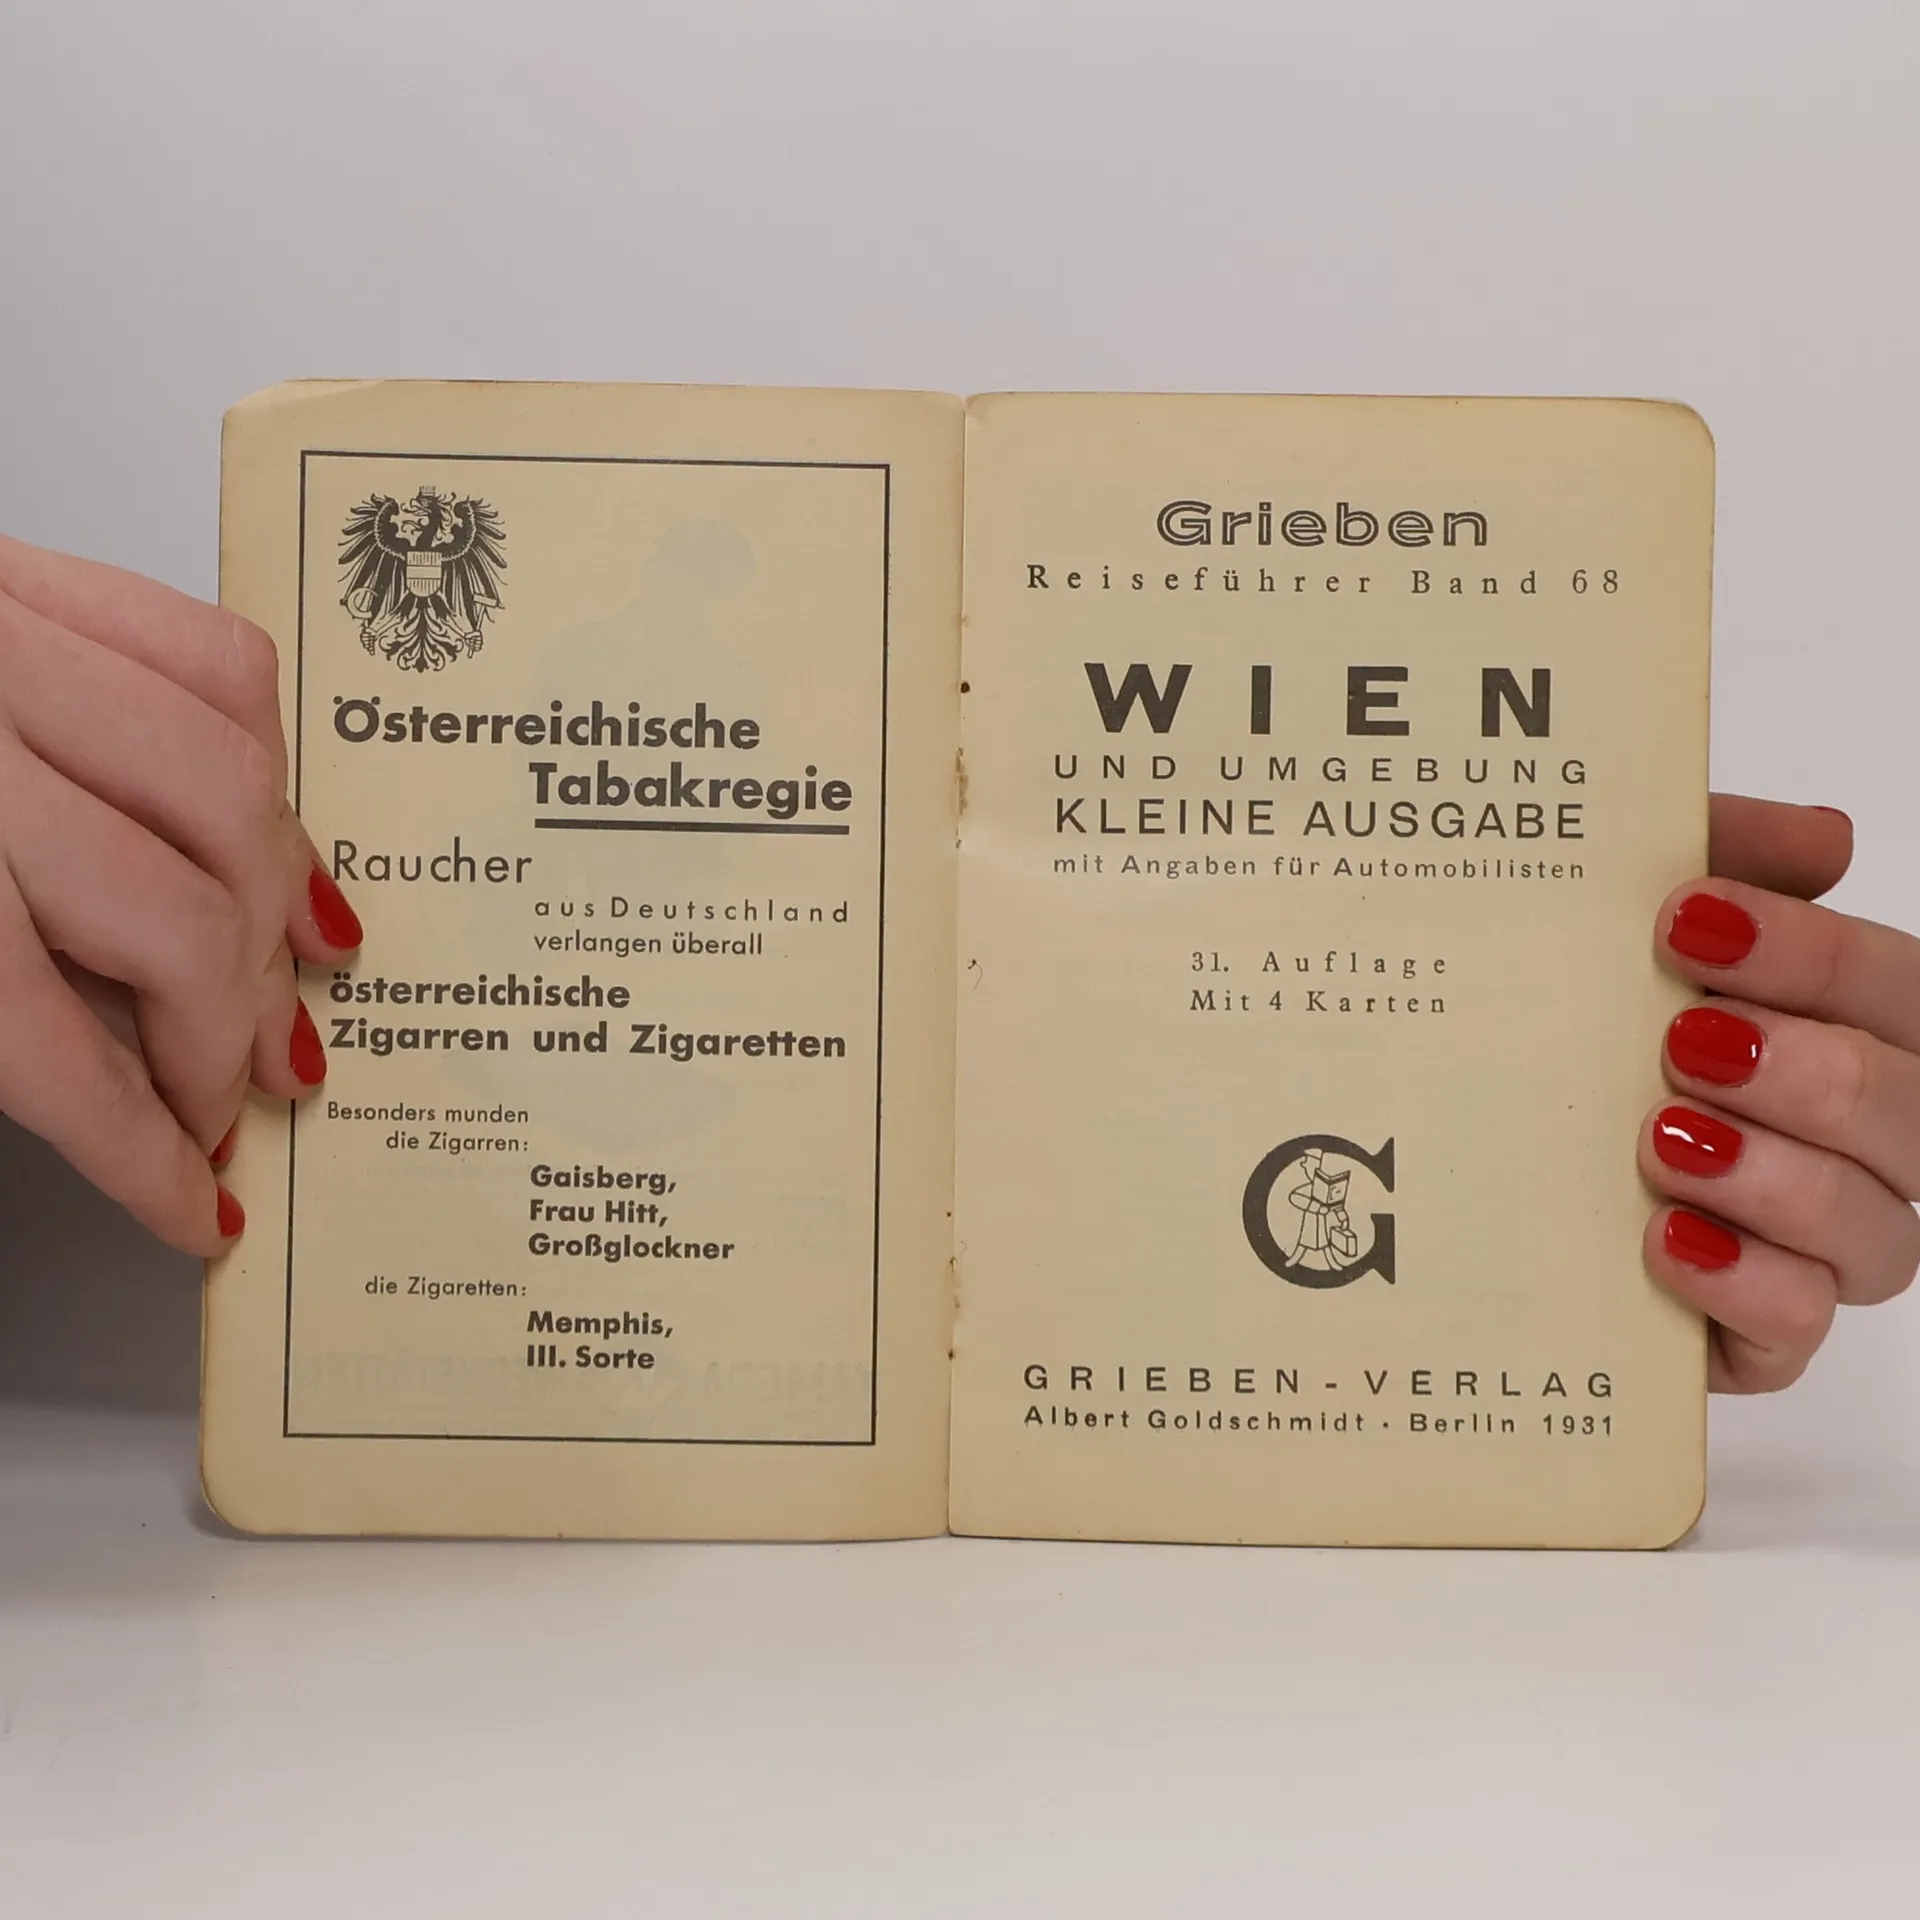 Österreichische
Tabakregie
Raucher
aus Deutschland
verlangen überall
österreichische
Zigarren und Zigaretten
Besonders munden
die Zigarren:
Gaisberg,
Frau Hitt,
Großglockner
die Zigaretten:
Memphis,
III. Sorte
Grieben
Reiseführer Band 68
WIEN
UND UMGEBUNG
KLEINE AUSGABE
mit Angaben für Automobilisten
31. Auflage
Mit 4 Karten
G
GRIEBEN-VERLAG
Albert Goldschmidt · Berlin 1931